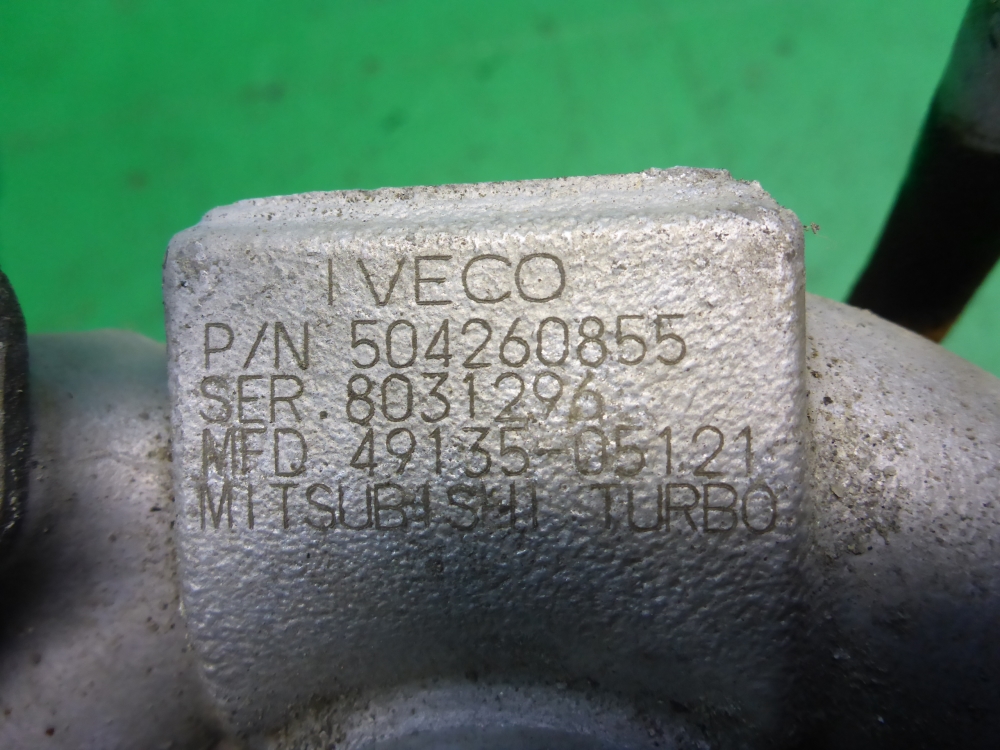 IVECO
P/N 504260855
SER. 8031296
MFD. 49135-05121
MITSUBISHI TURBO